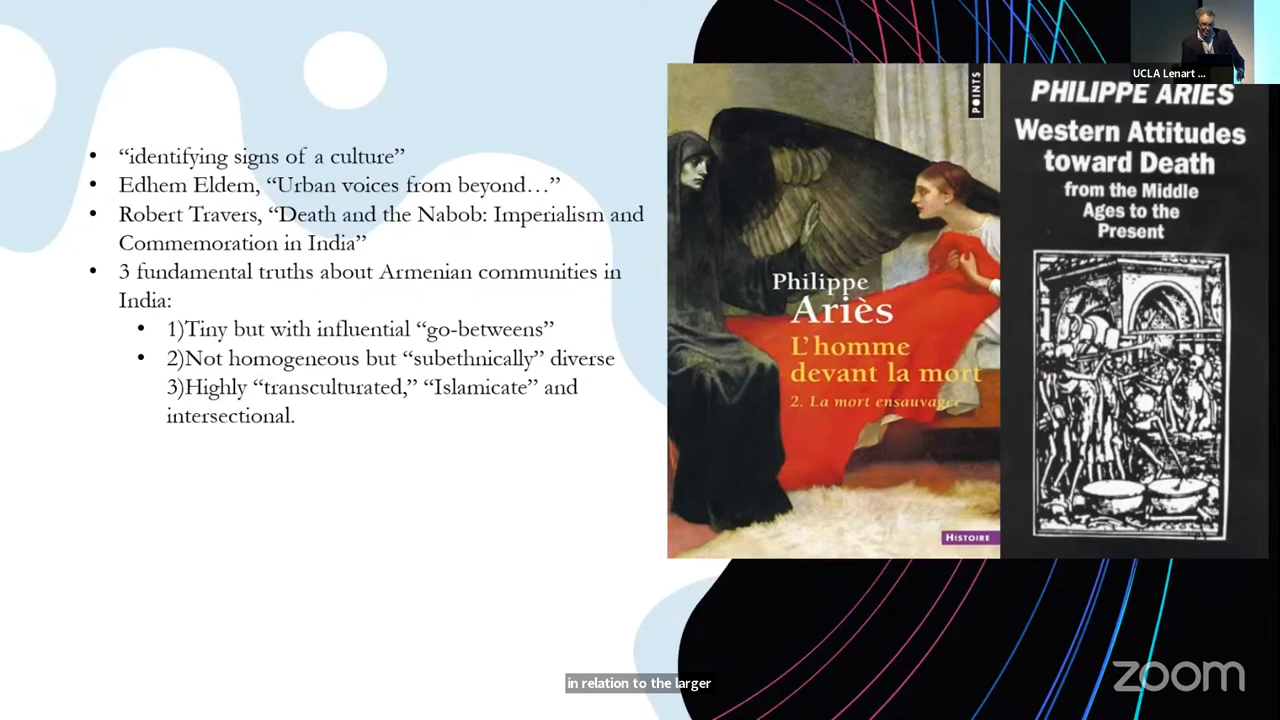 • “identifying signs of a culture”
• Edhem Eldem, “Urban voices from beyond…”
• Robert Travers, “Death and the Nabob: Imperialism and
Commemoration in India”
• 3 fundamental truths about Armenian communities in
India:
• 1)Tiny but with influential “go-betweens”
• 2)Not homogeneous but “subethnically” diverse
3)Highly “transculturated,” “Islamicate” and
intersectional.
POINTS
Philippe
Ariès
L'homme
devant la mort
2. La mort ensauvagée
HISTOIRE
UCLA Lenart ...
PHILIPPE ARIES
Western Attitudes
toward Death
from the Middle
Ages to the
Present
in relation to the larger
zoom